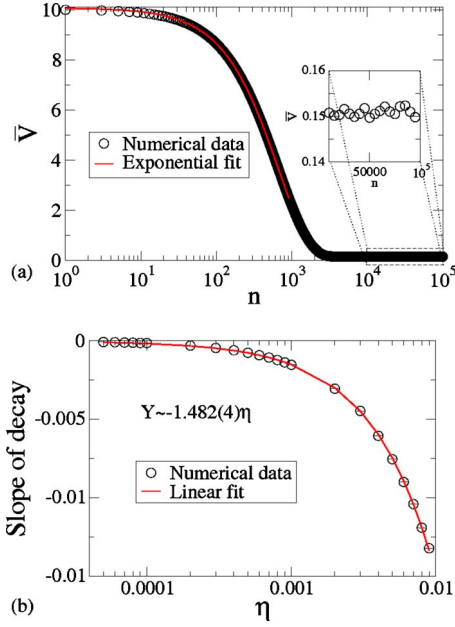 10
8
6
4
2
0
V̅
Numerical data
Exponential fit
0.16
0.15
0.14
V̅
50000
10^5
n
(a)
10^0
10^1
10^2
10^3
10^4
10^5
n
0
-0.005
-0.01
-0.01
Slope of decay
Y~-1.482(4)η
Numerical data
Linear fit
(b)
0.0001
0.001
0.01
η